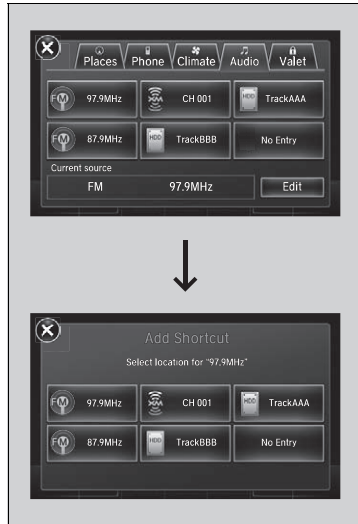 Places Phone Climate Audio Valet
FM 97.9MHz XM CH 001 HDD TrackAAA
FM 87.9MHz HDD TrackBBB No Entry
Current source
FM 97.9MHz Edit
Add Shortcut
Select location for "97.9MHz"
FM 97.9MHz XM CH 001 HDD TrackAAA
FM 87.9MHz HDD TrackBBB No Entry